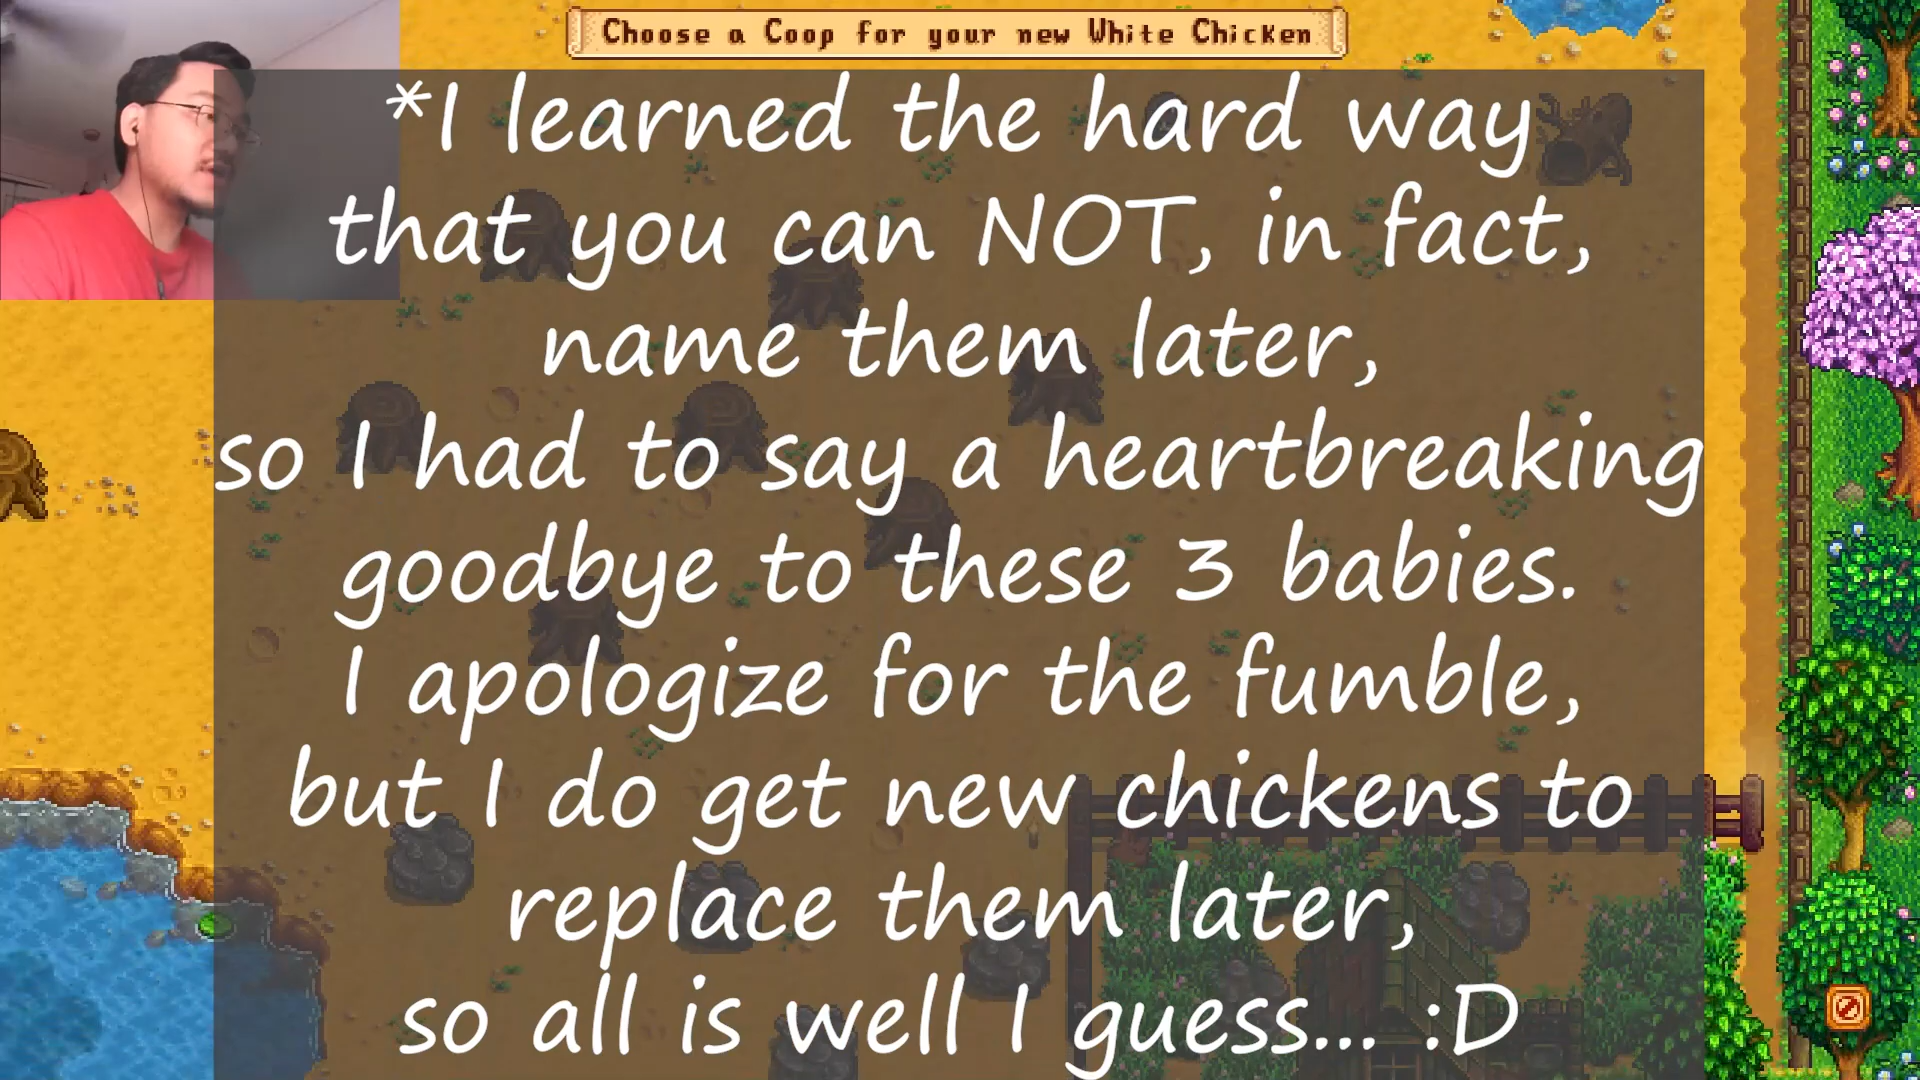 Choose a Coop for your new White Chicken
*I learned the hard way
that you can NOT, in fact,
name them later,
so I had to say a heartbreaking
goodbye to these 3 babies.
I apologize for the fumble,
but I do get new chickens to
replace them later,
so all is well I guess... :D